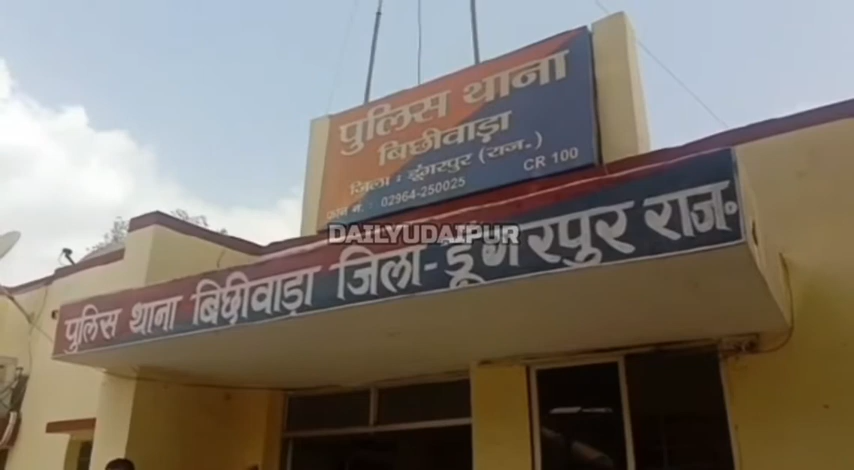 पुलिस थाना
बिछीवाड़ा
जिला : डूंगरपुर (राज.)
फोन नं. : 02964-250025
CR 100
DAILYUDAIPUR
पुलिस थाना बिछीवाड़ा जिला - डूंगरपुर राज॰